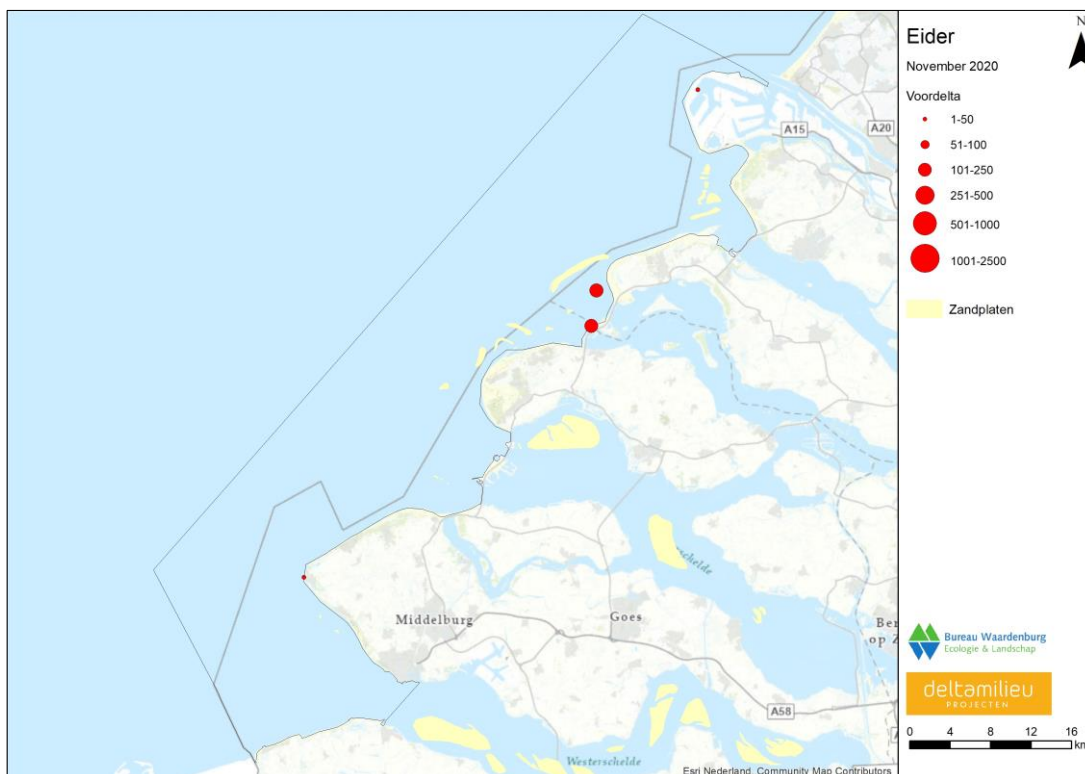 N
Eider
November 2020
Voordelta
1-50
51-100
101-250
251-500
501-1000
1001-2500
Zandplaten
A15
A20
Middelburg
Goes
A58
Westerschelde
Bureau Waardenburg
Ecologie & Landschap
deltamilieu
PROJECTEN
0 2 4 8 12 16
km
Esri Nederland, Community Map Contributors